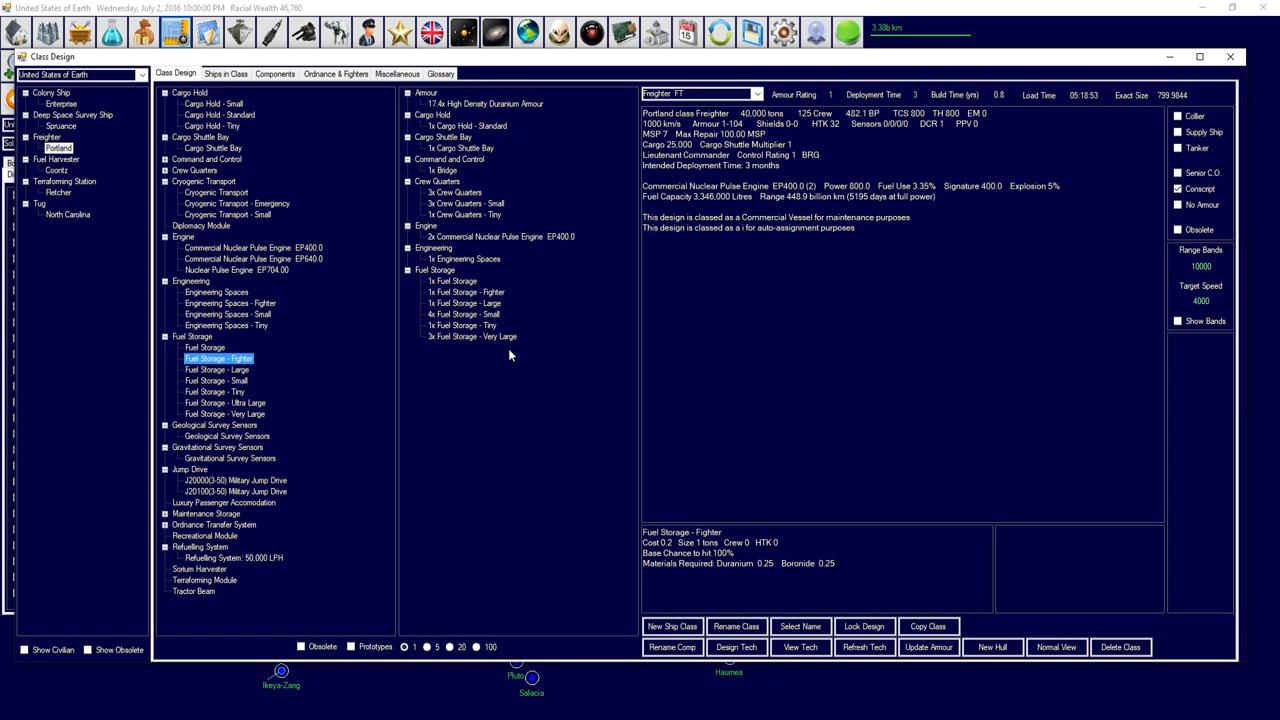 United States of Earth   Wednesday, July 2, 2036 10:00:00 PM   Racial Wealth 46,760
3.38b km
Class Design
United States of Earth
Colony Ship
Enterprise
Deep Space Survey Ship
Spruance
Freighter
Portland
Fuel Harvester
Coontz
Terraforming Station
Fletcher
Tug
North Carolina
Show Civilian
Show Obsolete
Class Design
Ships in Class
Components
Ordnance & Fighters
Miscellaneous
Glossary
Cargo Hold
Cargo Hold - Small
Cargo Hold - Standard
Cargo Hold - Tiny
Cargo Shuttle Bay
Cargo Shuttle Bay
Command and Control
Crew Quarters
Cryogenic Transport
Cryogenic Transport
Cryogenic Transport - Emergency
Cryogenic Transport - Small
Diplomacy Module
Engine
Commercial Nuclear Pulse Engine  EP400.0
Commercial Nuclear Pulse Engine  EP640.0
Nuclear Pulse Engine  EP704.00
Engineering
Engineering Spaces
Engineering Spaces - Fighter
Engineering Spaces - Small
Engineering Spaces - Tiny
Fuel Storage
Fuel Storage
Fuel Storage - Fighter
Fuel Storage - Large
Fuel Storage - Small
Fuel Storage - Tiny
Fuel Storage - Ultra Large
Fuel Storage - Very Large
Geological Survey Sensors
Geological Survey Sensors
Gravitational Survey Sensors
Gravitational Survey Sensors
Jump Drive
J20000(3-50) Military Jump Drive
J20100(3-50) Military Jump Drive
Luxury Passenger Accomodation
Maintenance Storage
Ordnance Transfer System
Recreational Module
Refuelling System
Refuelling System: 50,000 LPH
Sorium Harvester
Terraforming Module
Tractor Beam
Armour
17.4x High Density Duranium Armour
Cargo Hold
1x Cargo Hold - Standard
Cargo Shuttle Bay
1x Cargo Shuttle Bay
Command and Control
1x Bridge
Crew Quarters
3x Crew Quarters
3x Crew Quarters - Small
1x Crew Quarters - Tiny
Engine
2x Commercial Nuclear Pulse Engine  EP400.0
Engineering
1x Engineering Spaces
Fuel Storage
1x Fuel Storage
1x Fuel Storage - Fighter
1x Fuel Storage - Large
4x Fuel Storage - Small
1x Fuel Storage - Tiny
3x Fuel Storage - Very Large
Obsolete
Prototypes
1
5
20
100
Freighter  FT
Armour Rating   1   Deployment Time   3   Build Time (yrs)   0.8   Load Time   05:18:53   Exact Size   799.9844
Portland class Freighter   40,000 tons   125 Crew   482.1 BP   TCS 800   TH 800   EM 0
1000 km/s   Armour 1-104   Shields 0-0   HTK 32   Sensors 0/0/0/0   DCR 1   PPV 0
MSP 7   Max Repair 100.00 MSP
Cargo 25,000   Cargo Shuttle Multiplier 1
Lieutenant Commander   Control Rating 1   BRG
Intended Deployment Time: 3 months
Commercial Nuclear Pulse Engine  EP400.0 (2)   Power 800.0   Fuel Use 3.35%   Signature 400.0   Explosion 5%
Fuel Capacity 3,346,000 Litres   Range 448.9 billion km (5195 days at full power)
This design is classed as a Commercial Vessel for maintenance purposes
This design is classed as a i for auto-assignment purposes
Fuel Storage - Fighter
Cost 0.2   Size 1 tons   Crew 0   HTK 0
Base Chance to hit 100%
Materials Required: Duranium  0.25   Boronide  0.25
New Ship Class
Rename Class
Select Name
Lock Design
Copy Class
Rename Comp
Design Tech
View Tech
Refresh Tech
Update Armour
New Hull
Normal View
Delete Class
Collier
Supply Ship
Tanker
Senior C.O.
Conscript
No Armour
Obsolete
Range Bands
10000
Target Speed
4000
Show Bands
Ikeya-Zang
Pluto
Salacia
Haumea